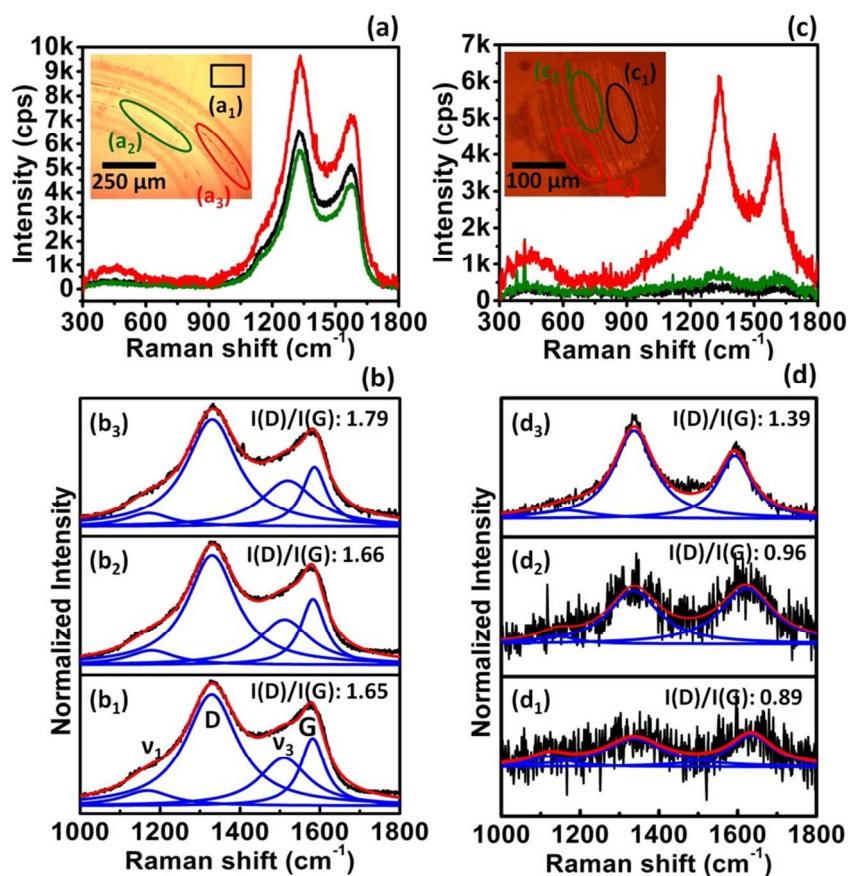 (a)
10k
9k
8k
7k
6k
5k
4k
3k
2k
1k
0
Intensity (cps)
(a₁)
(a₂)
250 µm
(a₃)
300 600 900 1200 1500 1800
Raman shift (cm⁻¹)
(c)
7k
6k
5k
4k
3k
2k
1k
0
Intensity (cps)
(c₁)
100 µm
300 600 900 1200 1500 1800
Raman shift (cm⁻¹)
(b)
Normalized Intensity
(b₃) I(D)/I(G): 1.79
(b₂) I(D)/I(G): 1.66
(b₁) I(D)/I(G): 1.65
ν₁ D ν₃ G
1000 1200 1400 1600 1800
Raman shift (cm⁻¹)
(d)
Normalized Intensity
(d₃) I(D)/I(G): 1.39
(d₂) I(D)/I(G): 0.96
(d₁) I(D)/I(G): 0.89
1000 1200 1400 1600 1800
Raman shift (cm⁻¹)